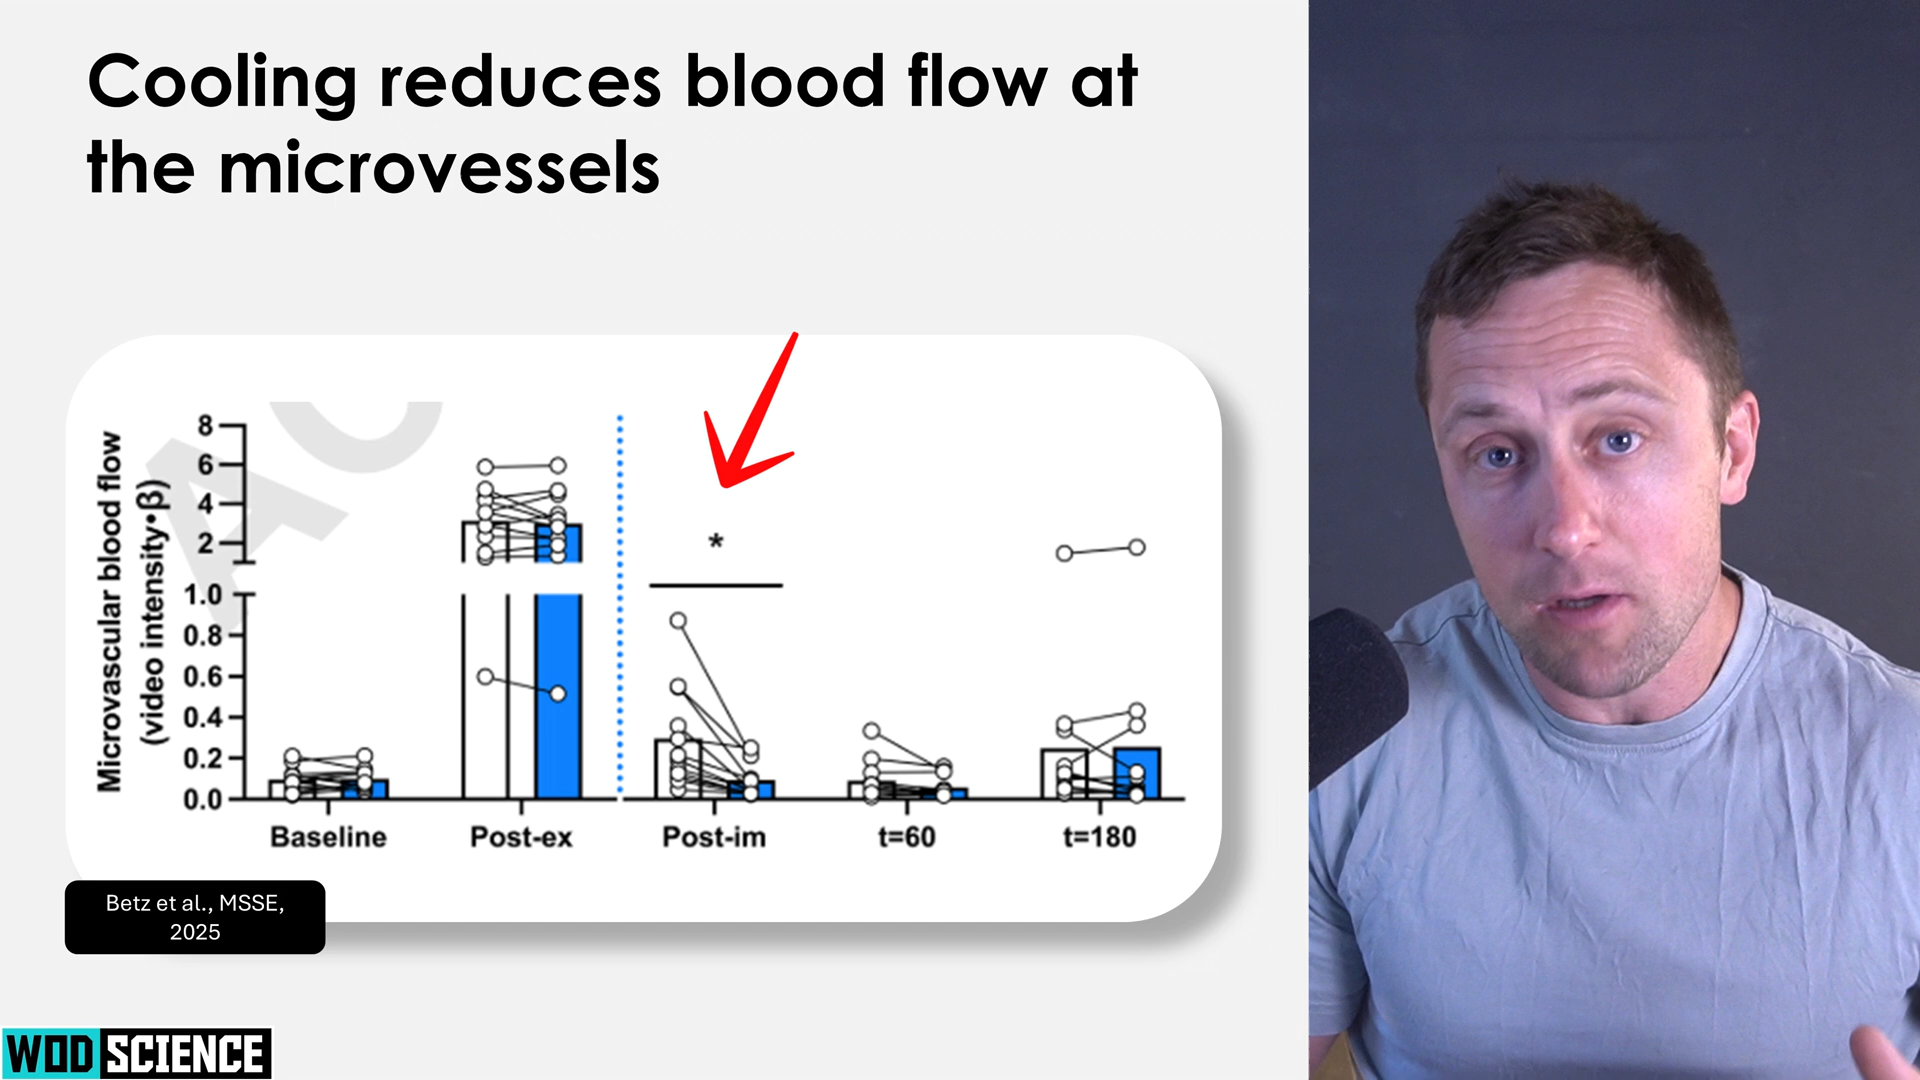 Cooling reduces blood flow at
the microvessels
AC
Microvascular blood flow
(video intensity•β)
8
6
4
2
1.0
0.8
0.6
0.4
0.2
0.0
*
Baseline
Post-ex
Post-im
t=60
t=180
Betz et al., MSSE,
2025
WOD SCIENCE